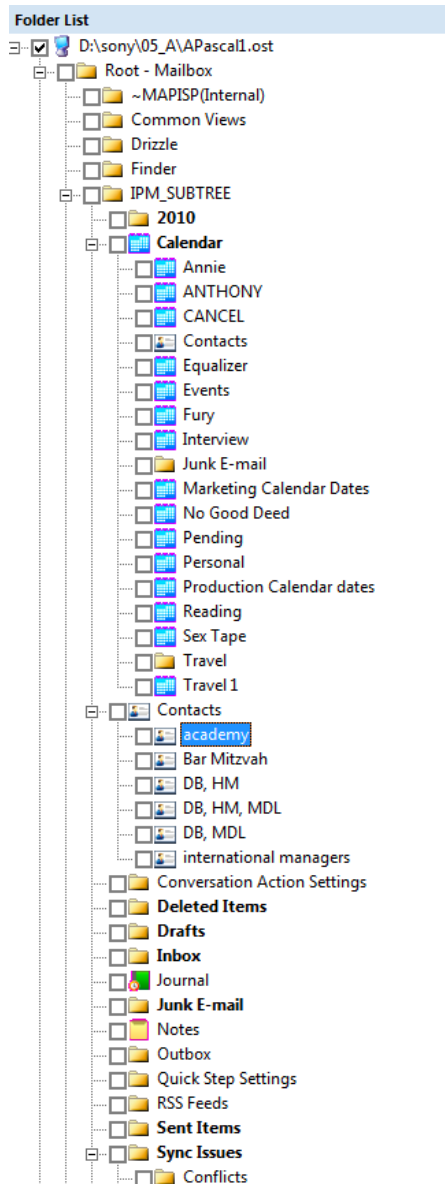 Folder List
D:\sony\05_A\APascal1.ost
Root - Mailbox
~MAPISP(Internal)
Common Views
Drizzle
Finder
IPM_SUBTREE
2010
Calendar
Annie
ANTHONY
CANCEL
Contacts
Equalizer
Events
Fury
Interview
Junk E-mail
Marketing Calendar Dates
No Good Deed
Pending
Personal
Production Calendar dates
Reading
Sex Tape
Travel
Travel 1
Contacts
academy
Bar Mitzvah
DB, HM
DB, HM, MDL
DB, MDL
international managers
Conversation Action Settings
Deleted Items
Drafts
Inbox
Journal
Junk E-mail
Notes
Outbox
Quick Step Settings
RSS Feeds
Sent Items
Sync Issues
Conflicts